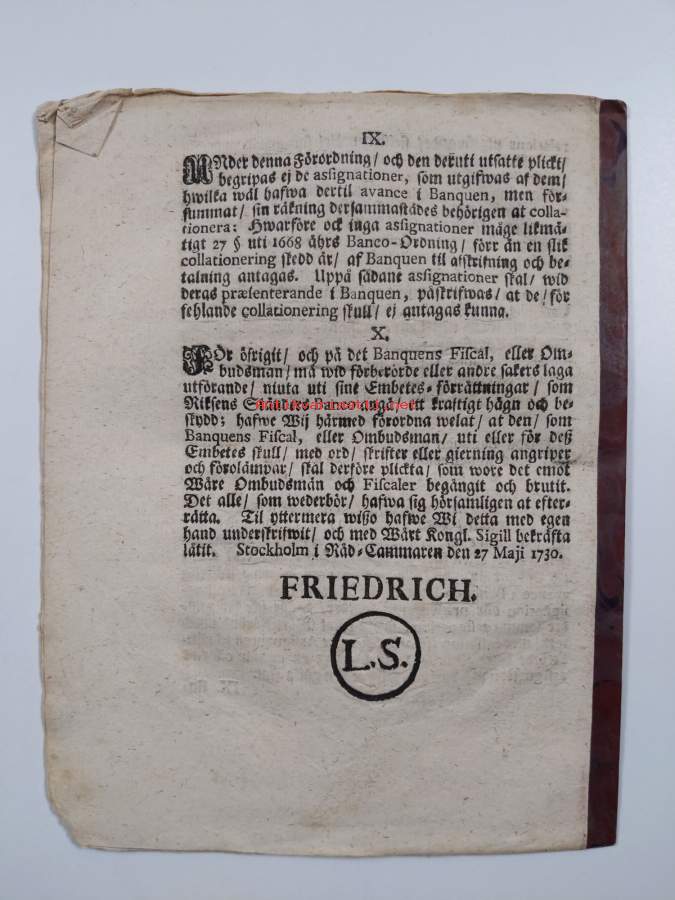 IX.
UNder denna Förordning/ och den deruti utsatte plickt/
begripas ej de assignationer, som utgifwas af dem/
hwilka wäl hafwa dertil avance i Banquen, men för-
summat/ sin räkning dersammastädes behörigen at colla-
tionera: Hwarföre ock inga assignationer mäge likmä-
tigt 27 § uti 1668 åhrs Banco-Ordning/ förr än en slik
collationering skedd är/ af Banquen til afskrifning och be-
talning antagas. Uppå sådane assignationer skal/ wid
deras præsenterande i Banquen, påskrifwas/ at de/ för
fehlande collationering skull/ ej antagas kunna.
X.
FÖr öfrigit/ och på det Banquens Fiscal, eller Om-
budsman/ må wid förberörde eller andre sakers laga
utförande/ niuta uti sine Embetes-förrättningar/ som
Riksens Ständers Banco angå/ ett kraftigt hägn och be-
skydd; hafwe Wij härmed förordna welat/ at den/ som
Banquens Fiscal, eller Ombudsman/ uti eller för deß
Embetes skull/ med ord/ skrifter eller gierning angriper
och förolämpar/ skal derföre plickta/ som wore det emot
Wåre Ombudsmän och Fiscaler begångit och brutit.
Det alle/ som wederbör/ hafwa sig hörsamligen at efter-
rätta. Til yttermera wißo hafwe Wi detta med egen
hand underskrifwit/ och med Wårt Kongl. Sigill bekräfta
låtit. Stockholm i Råd-Cammaren den 27 Maji 1730.
FRIEDRICH.
L.S.